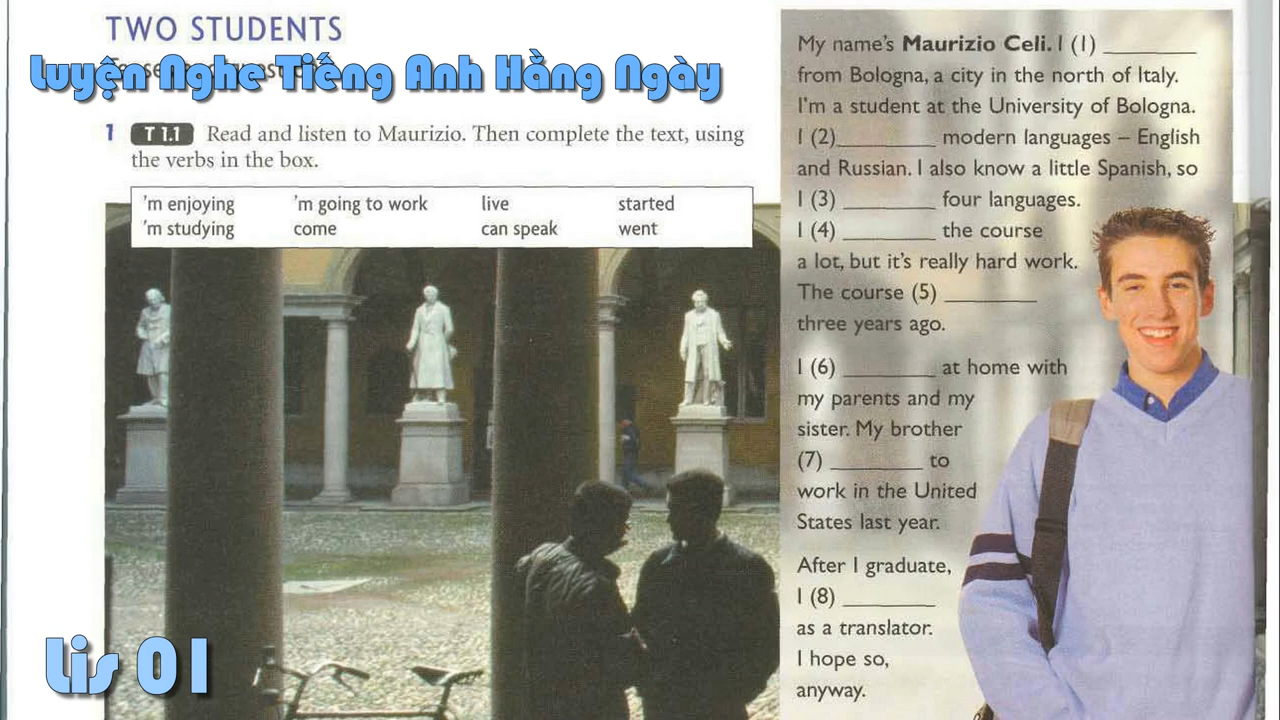 TWO STUDENTS
Luyện Nghe Tiếng Anh Hằng Ngày
1 T 1.1 Read and listen to Maurizio. Then complete the text, using
the verbs in the box.
'm enjoying 'm going to work live started
'm studying come can speak went
My name's Maurizio Celi. I (1) ________
from Bologna, a city in the north of Italy.
I'm a student at the University of Bologna.
I (2)________ modern languages – English
and Russian. I also know a little Spanish, so
I (3) ________ four languages.
I (4) ________ the course
a lot, but it's really hard work.
The course (5) ________
three years ago.
I (6) ________ at home with
my parents and my
sister. My brother
(7) ________ to
work in the United
States last year.
After I graduate,
I (8) ________
as a translator.
I hope so,
anyway.
Lis 01